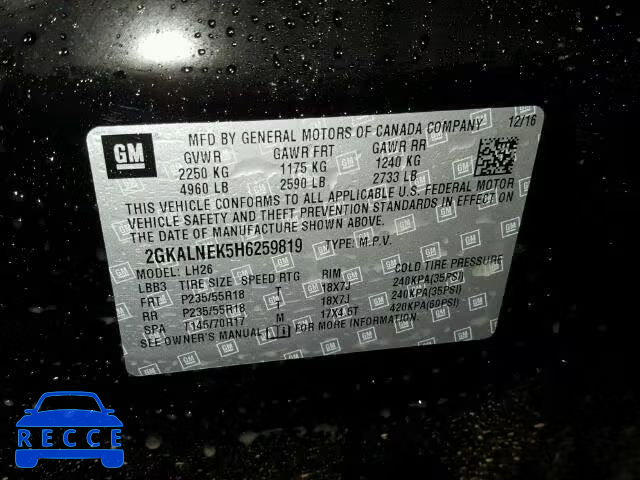 GM
MFD BY GENERAL MOTORS OF CANADA COMPANY 12/16
GVWR GAWR FRT GAWR RR
2250 KG 1175 KG 1240 KG
4960 LB 2590 LB 2733 LB
THIS VEHICLE CONFORMS TO ALL APPLICABLE U.S. FEDERAL MOTOR
VEHICLE SAFETY AND THEFT PREVENTION STANDARDS IN EFFECT ON
THE DATE OF MANUFACTURE SHOWN ABOVE.
2GKALNEK5H6259819 TYPE: M.P.V.
MODEL: LH26
LBB3 TIRE SIZE SPEED RTG RIM COLD TIRE PRESSURE
FRT P235/55R18 T 18X7J 240KPA(35PSI)
RR P235/55R18 T 18X7J 240KPA(35PSI)
SPA T145/70R17 M 17X4.5T 420KPA(60PSI)
SEE OWNER'S MANUAL FOR MORE INFORMATION.
RECCE